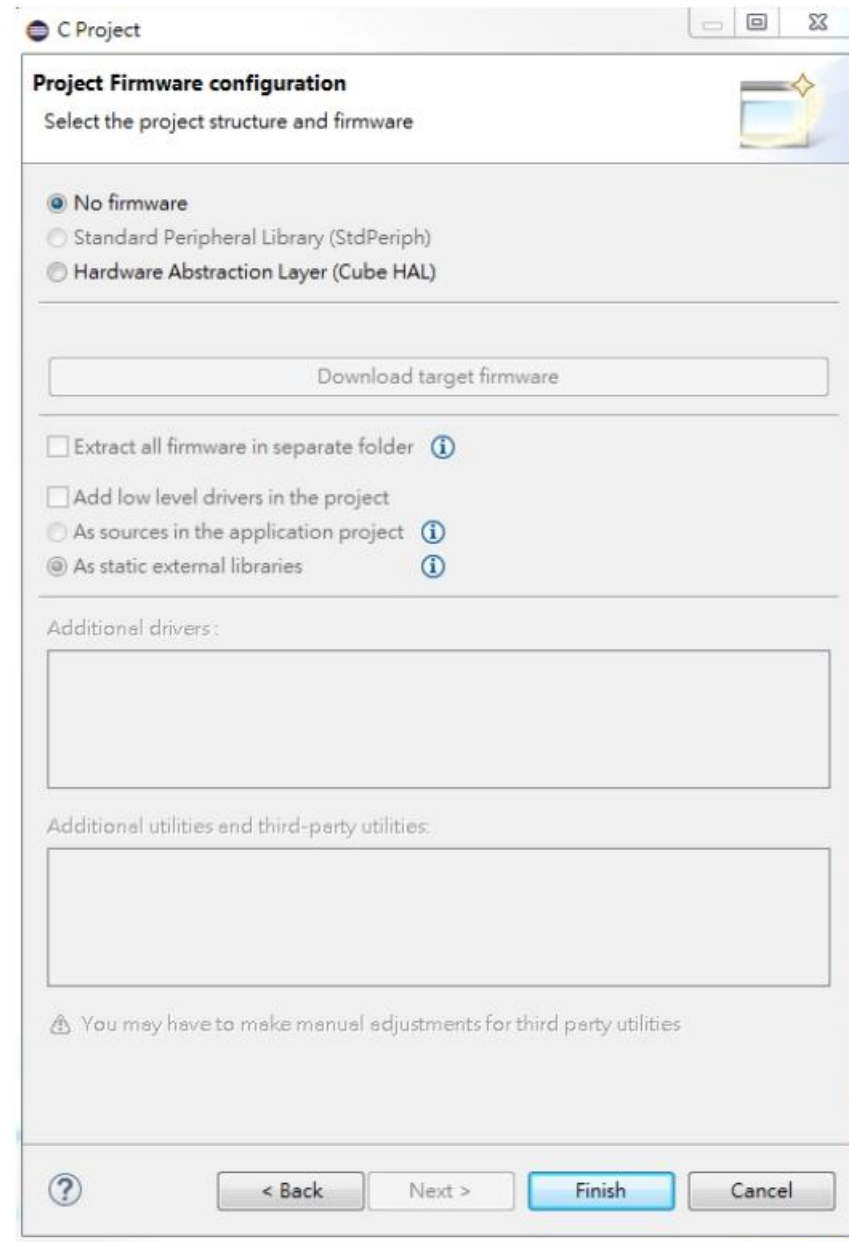 C Project
Project Firmware configuration
Select the project structure and firmware
No firmware
Standard Peripheral Library (StdPeriph)
Hardware Abstraction Layer (Cube HAL)
Download target firmware
Extract all firmware in separate folder
Add low level drivers in the project
As sources in the application project
As static external libraries
Additional drivers:
Additional utilities and third-party utilities:
You may have to make manual adjustments for third party utilities
< Back Next > Finish Cancel